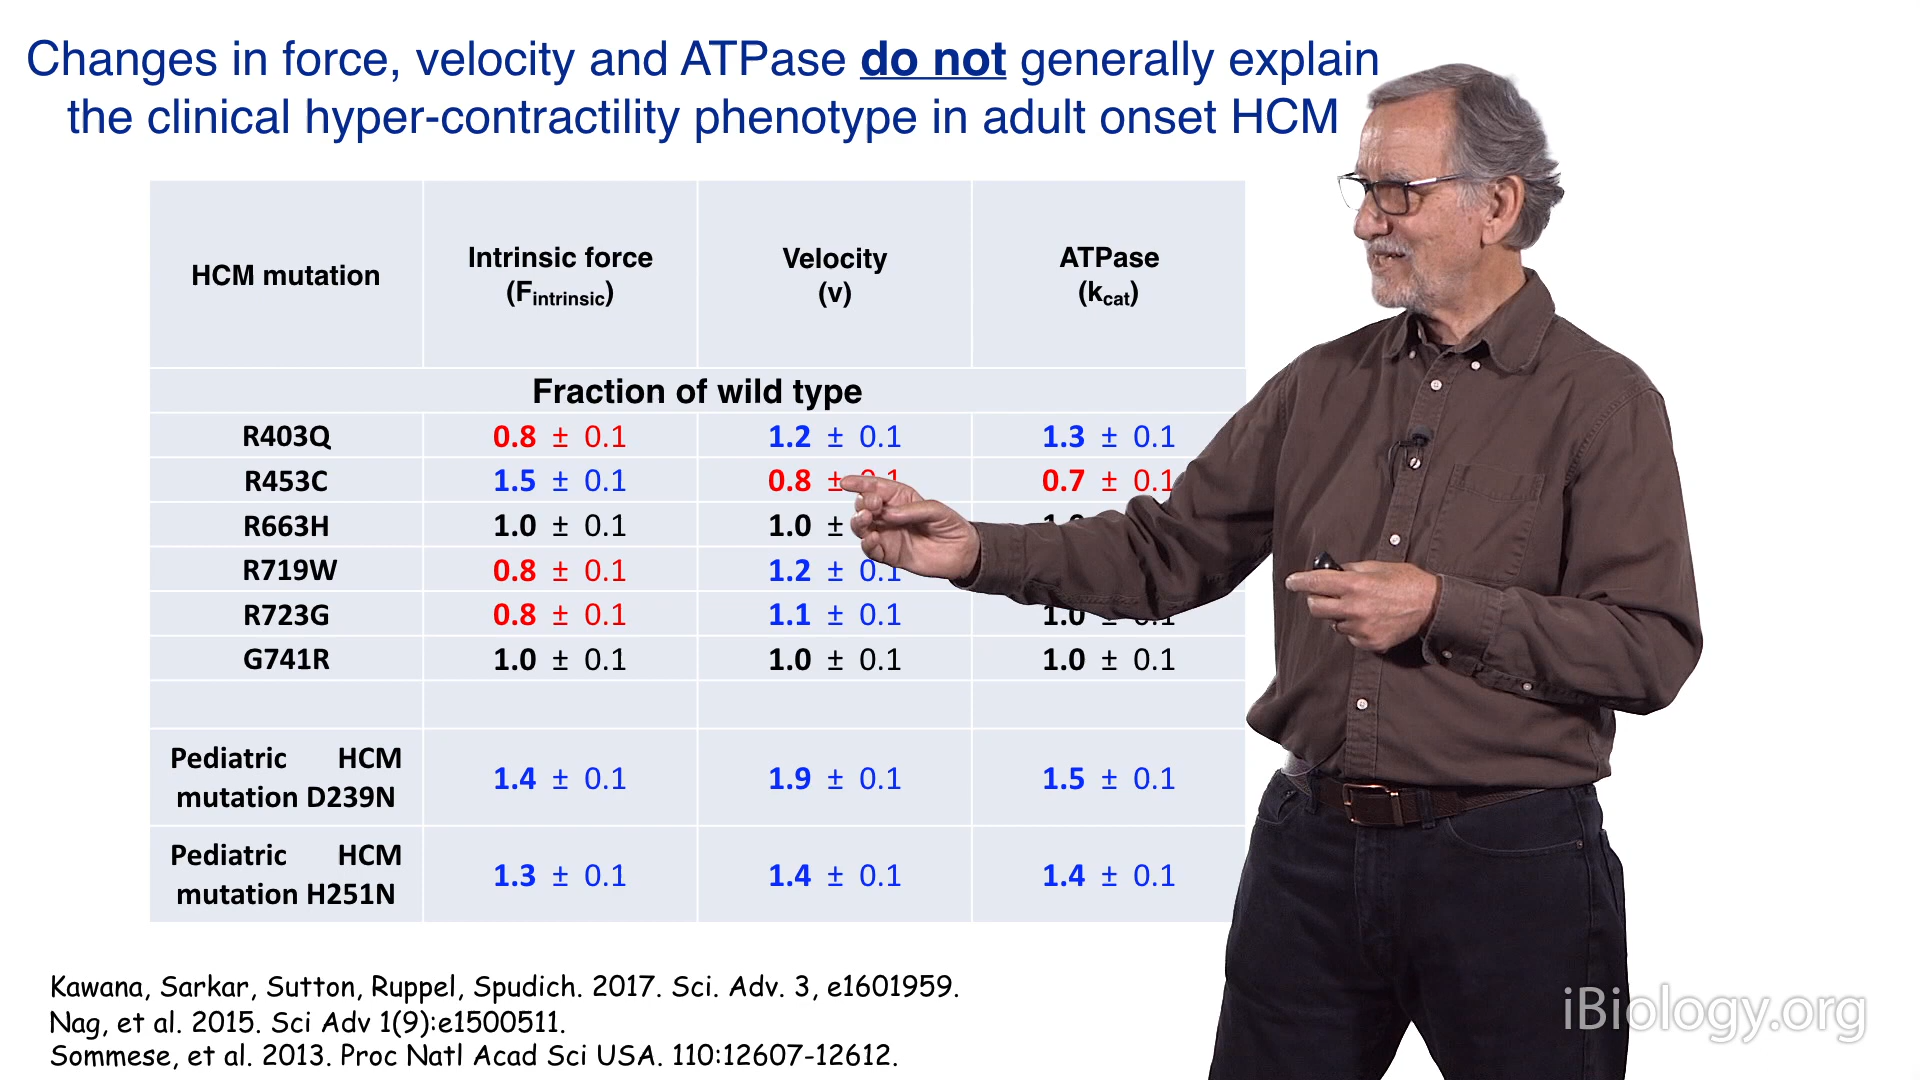 Changes in force, velocity and ATPase do not generally explain
the clinical hyper-contractility phenotype in adult onset HCM
HCM mutation
Intrinsic force
(Fintrinsic)
Velocity
(v)
ATPase
(kcat)
Fraction of wild type
R403Q 0.8 ± 0.1 1.2 ± 0.1 1.3 ± 0.1
R453C 1.5 ± 0.1 0.8 ± 0.7 ± 0.1
R663H 1.0 ± 0.1 1.0 ±
R719W 0.8 ± 0.1 1.2 ± 0.1
R723G 0.8 ± 0.1 1.1 ± 0.1 1.0
G741R 1.0 ± 0.1 1.0 ± 0.1 1.0 ± 0.1
Pediatric HCM
mutation D239N
1.4 ± 0.1 1.9 ± 0.1 1.5 ± 0.1
Pediatric HCM
mutation H251N
1.3 ± 0.1 1.4 ± 0.1 1.4 ± 0.1
Kawana, Sarkar, Sutton, Ruppel, Spudich. 2017. Sci. Adv. 3, e1601959.
Nag, et al. 2015. Sci Adv 1(9):e1500511.
Sommese, et al. 2013. Proc Natl Acad Sci USA. 110:12607-12612.
iBiology.org